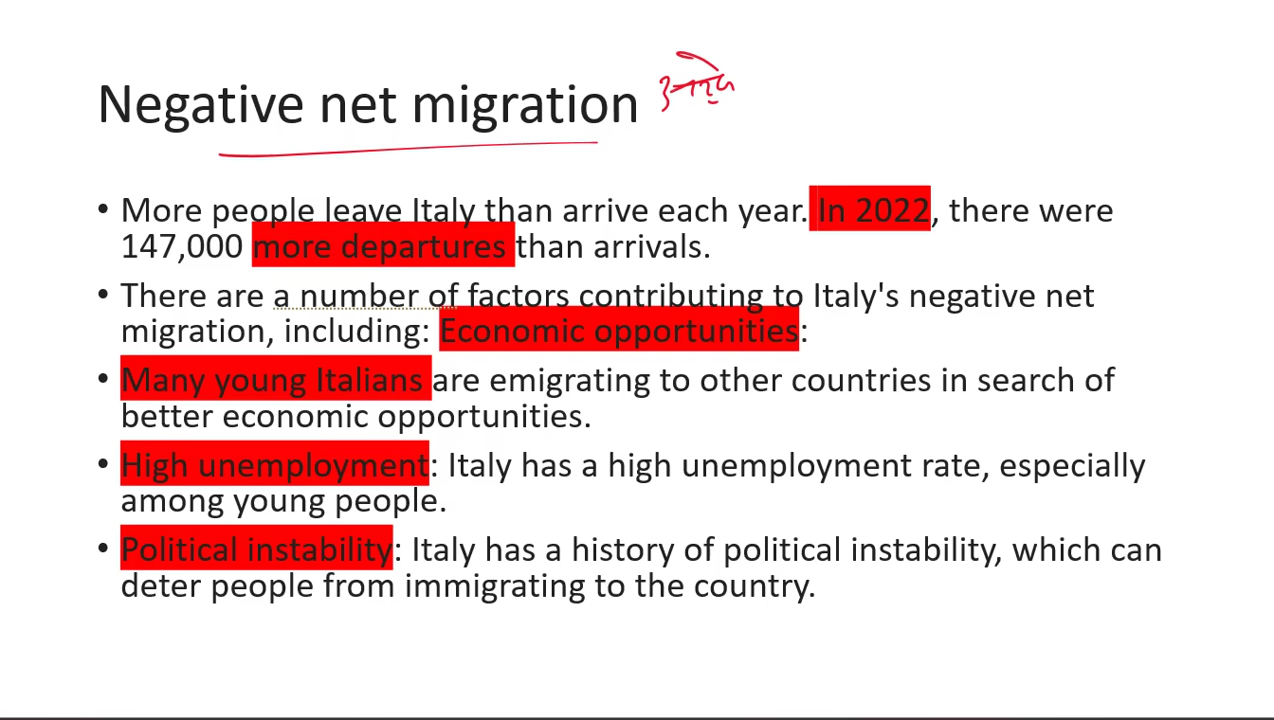 Negative net migration
• More people leave Italy than arrive each year. In 2022, there were
147,000 more departures than arrivals.
• There are a number of factors contributing to Italy's negative net
migration, including: Economic opportunities:
• Many young Italians are emigrating to other countries in search of
better economic opportunities.
• High unemployment: Italy has a high unemployment rate, especially
among young people.
• Political instability: Italy has a history of political instability, which can
deter people from immigrating to the country.